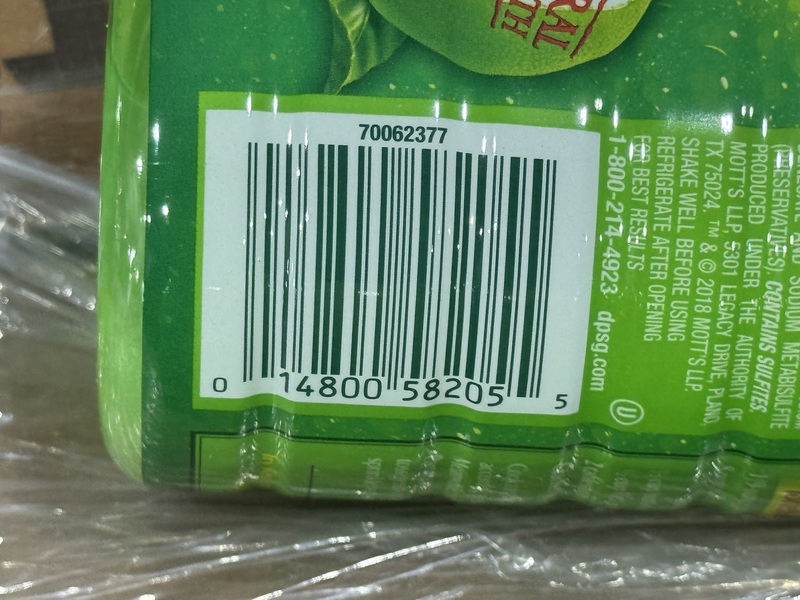 70062377
0 14800 58205 5
1-800-214-4923 dpsg.com
FOR BEST RESULTS
REFRIGERATE AFTER OPENING
SHAKE WELL BEFORE USING
TX 75024. ™ & © 2018 MOTT'S LLP
MOTT'S LLP, 5301 LEGACY DRIVE, PLANO,
PRODUCED UNDER THE AUTHORITY OF
(PRESERVATIVES). CONTAINS SULFITES.
SODIUM METABISULFITE
U